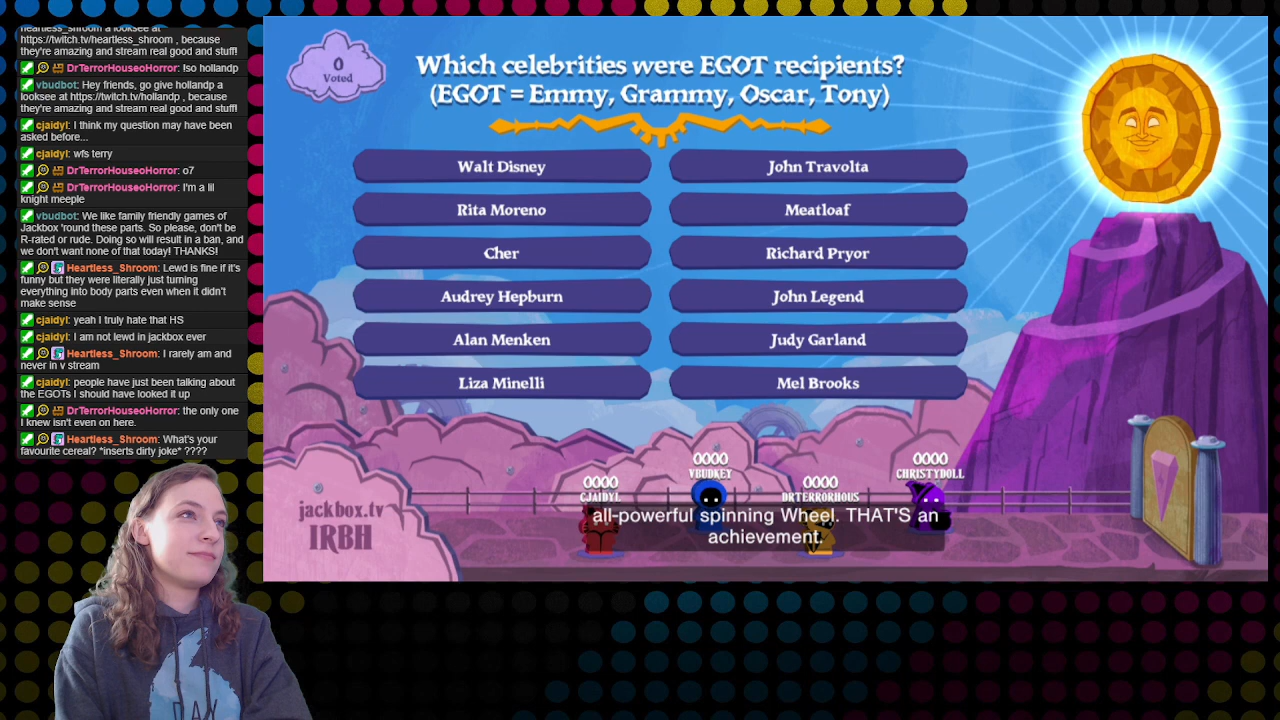 heartless_shroom a looksee at
https://twitch.tv/heartless_shroom , because
they're amazing and stream real good and stuff!
DrTerrorHouseoHorror: !so hollandp
vbudbot: Hey friends, go give hollandp a
looksee at https://twitch.tv/hollandp , because
they're amazing and stream real good and stuff!
cjaidyl: I think my question may have been
asked before...
cjaidyl: wfs terry
DrTerrorHouseoHorror: o7
DrTerrorHouseoHorror: I'm a lil
knight meeple
vbudbot: We like family friendly games of
Jackbox 'round these parts. So please, don't be
R-rated or rude. Doing so will result in a ban, and
we don't want none of that today! THANKS!
Heartless_Shroom: Lewd is fine if it's
funny but they were literally just turning
everything into body parts even when it didn't
make sense
cjaidyl: yeah I truly hate that HS
cjaidyl: I am not lewd in jackbox ever
Heartless_Shroom: I rarely am and
never in v stream
cjaidyl: people have just been talking about
the EGOTs I should have looked it up
DrTerrorHouseoHorror: the only one
I knew isn't even on here.
Heartless_Shroom: What's your
favourite cereal? *inserts dirty joke* ????
0
Voted
Which celebrities were EGOT recipients?
(EGOT = Emmy, Grammy, Oscar, Tony)
Walt Disney
John Travolta
Rita Moreno
Meatloaf
Cher
Richard Pryor
Audrey Hepburn
John Legend
Alan Menken
Judy Garland
Liza Minelli
Mel Brooks
0000
CJAIDYL
0000
VBUDKEY
0000
DRTERRORHOUS
0000
CHRISTYDOLL
all-powerful spinning Wheel. THAT'S an
achievement.
jackbox.tv
IRBH
DAY